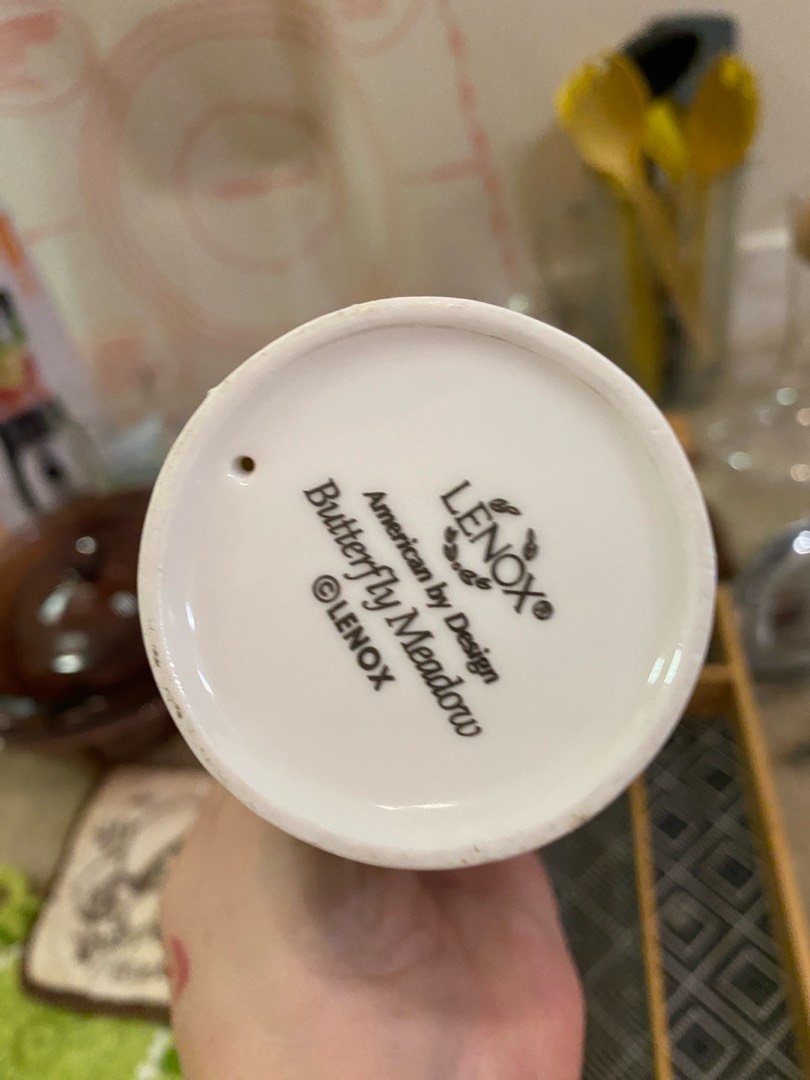 LENOX®
American by Design
Butterfly Meadow
©LENOX